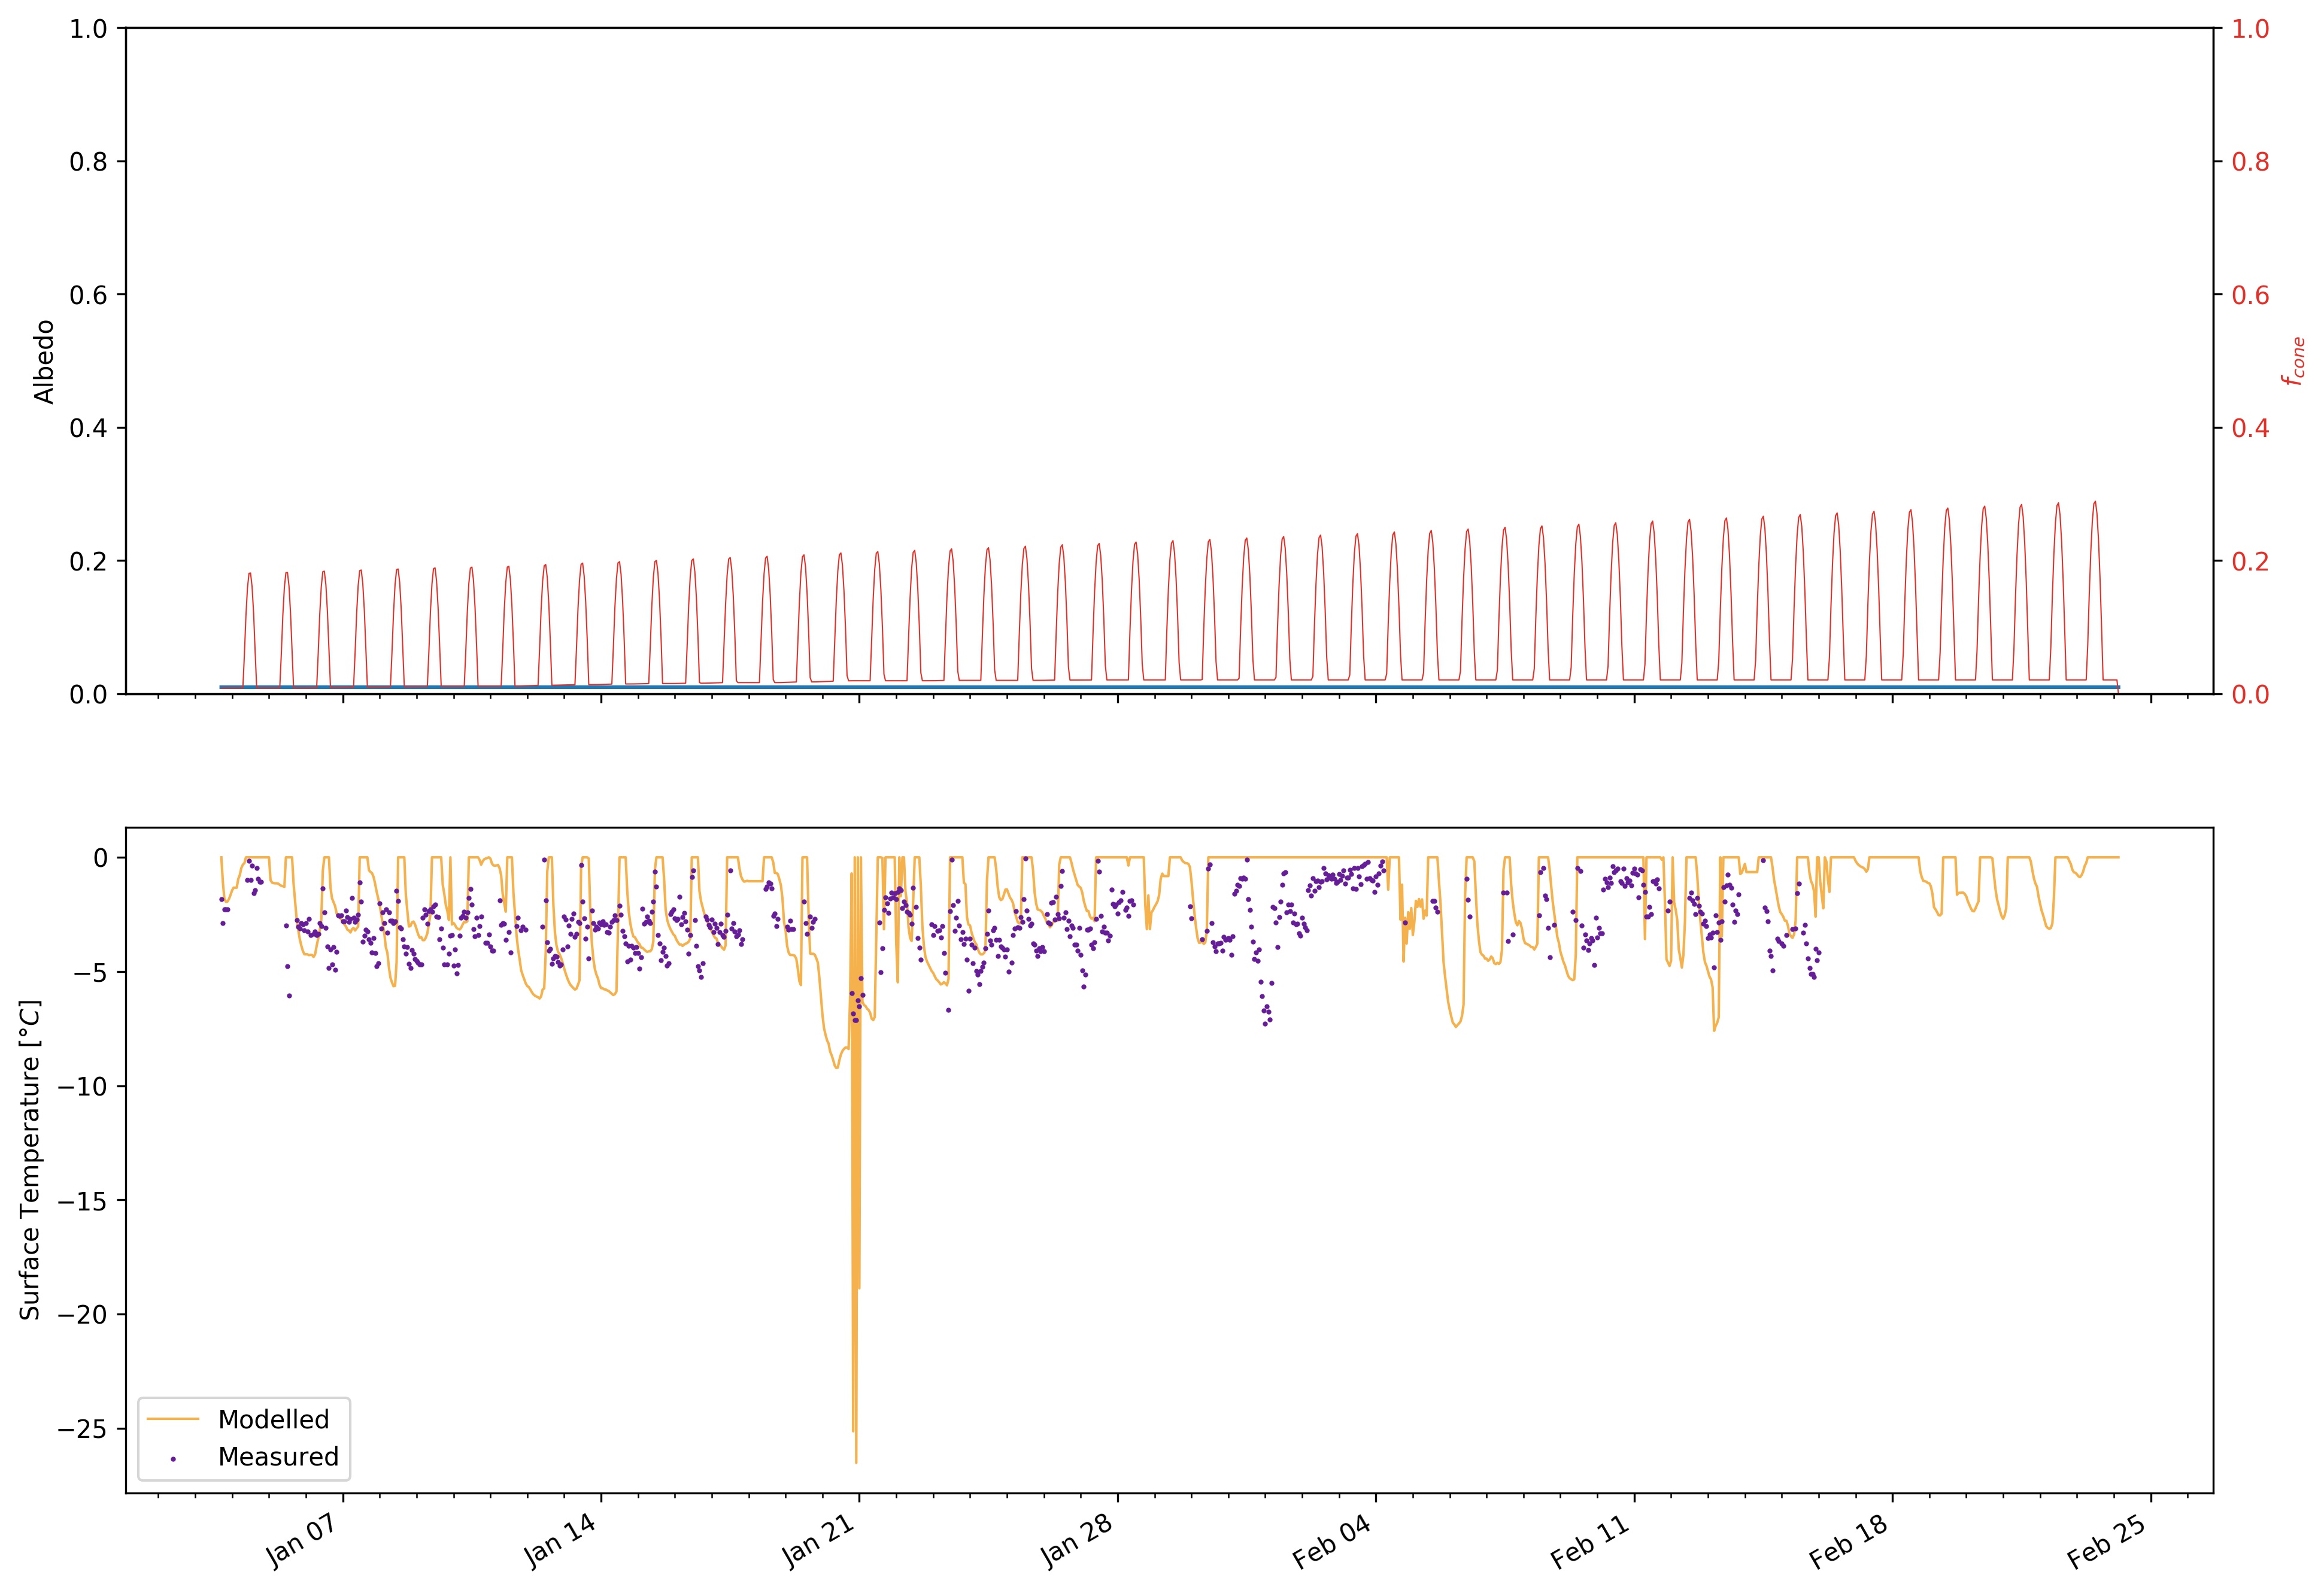 1.0
0.8
0.6
0.4
0.2
0.0
Albedo
1.0
0.8
0.6
0.4
0.2
0.0
f_cone
0
−5
−10
−15
−20
−25
Surface Temperature [°C]
Modelled
Measured
Jan 07
Jan 14
Jan 21
Jan 28
Feb 04
Feb 11
Feb 18
Feb 25